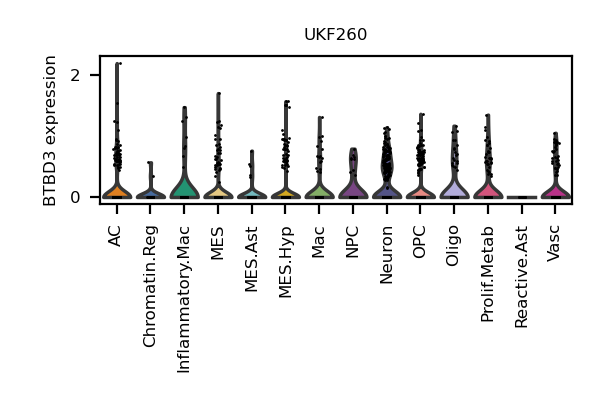 UKF260
BTBD3 expression
2
0
AC
Chromatin.Reg
Inflammatory.Mac
MES
MES.Ast
MES.Hyp
Mac
NPC
Neuron
OPC
Oligo
Prolif.Metab
Reactive.Ast
Vasc